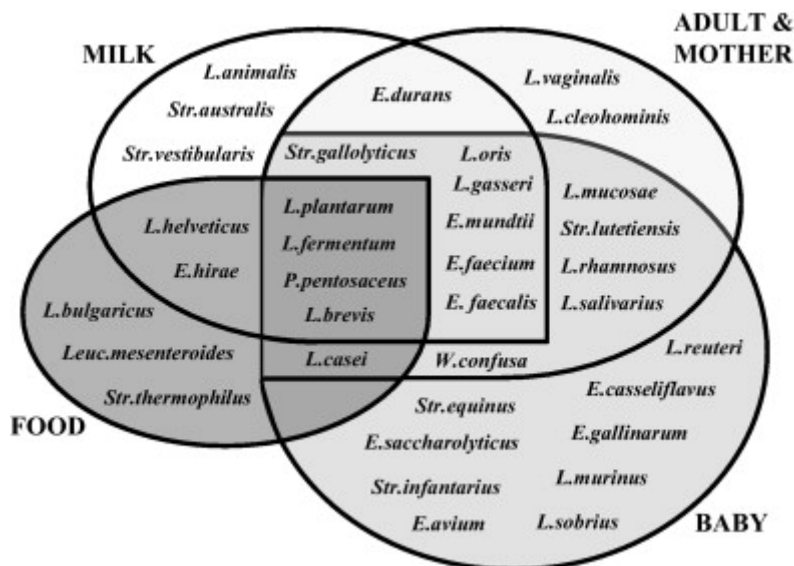 ADULT &
MOTHER
MILK
L.animalis
L.vaginalis
E.durans
Str.australis
L.cleohominis
Str.vestibularis
Str.gallolyticus
L.oris
L.gasseri
L.mucosae
L.plantarum
L.helveticus
E.mundtii
Str.lutetiensis
L.fermentum
E.hirae
P.pentosaceus
E.faecium
L.rhamnosus
L.bulgaricus
L.brevis
E. faecalis
L.salivarius
Leuc.mesenteroides
L.casei
W.confusa
L.reuteri
Str.thermophilus
Str.equinus
E.casseliflavus
FOOD
E.saccharolyticus
E.gallinarum
Str.infantarius
L.murinus
E.avium
L.sobrius
BABY